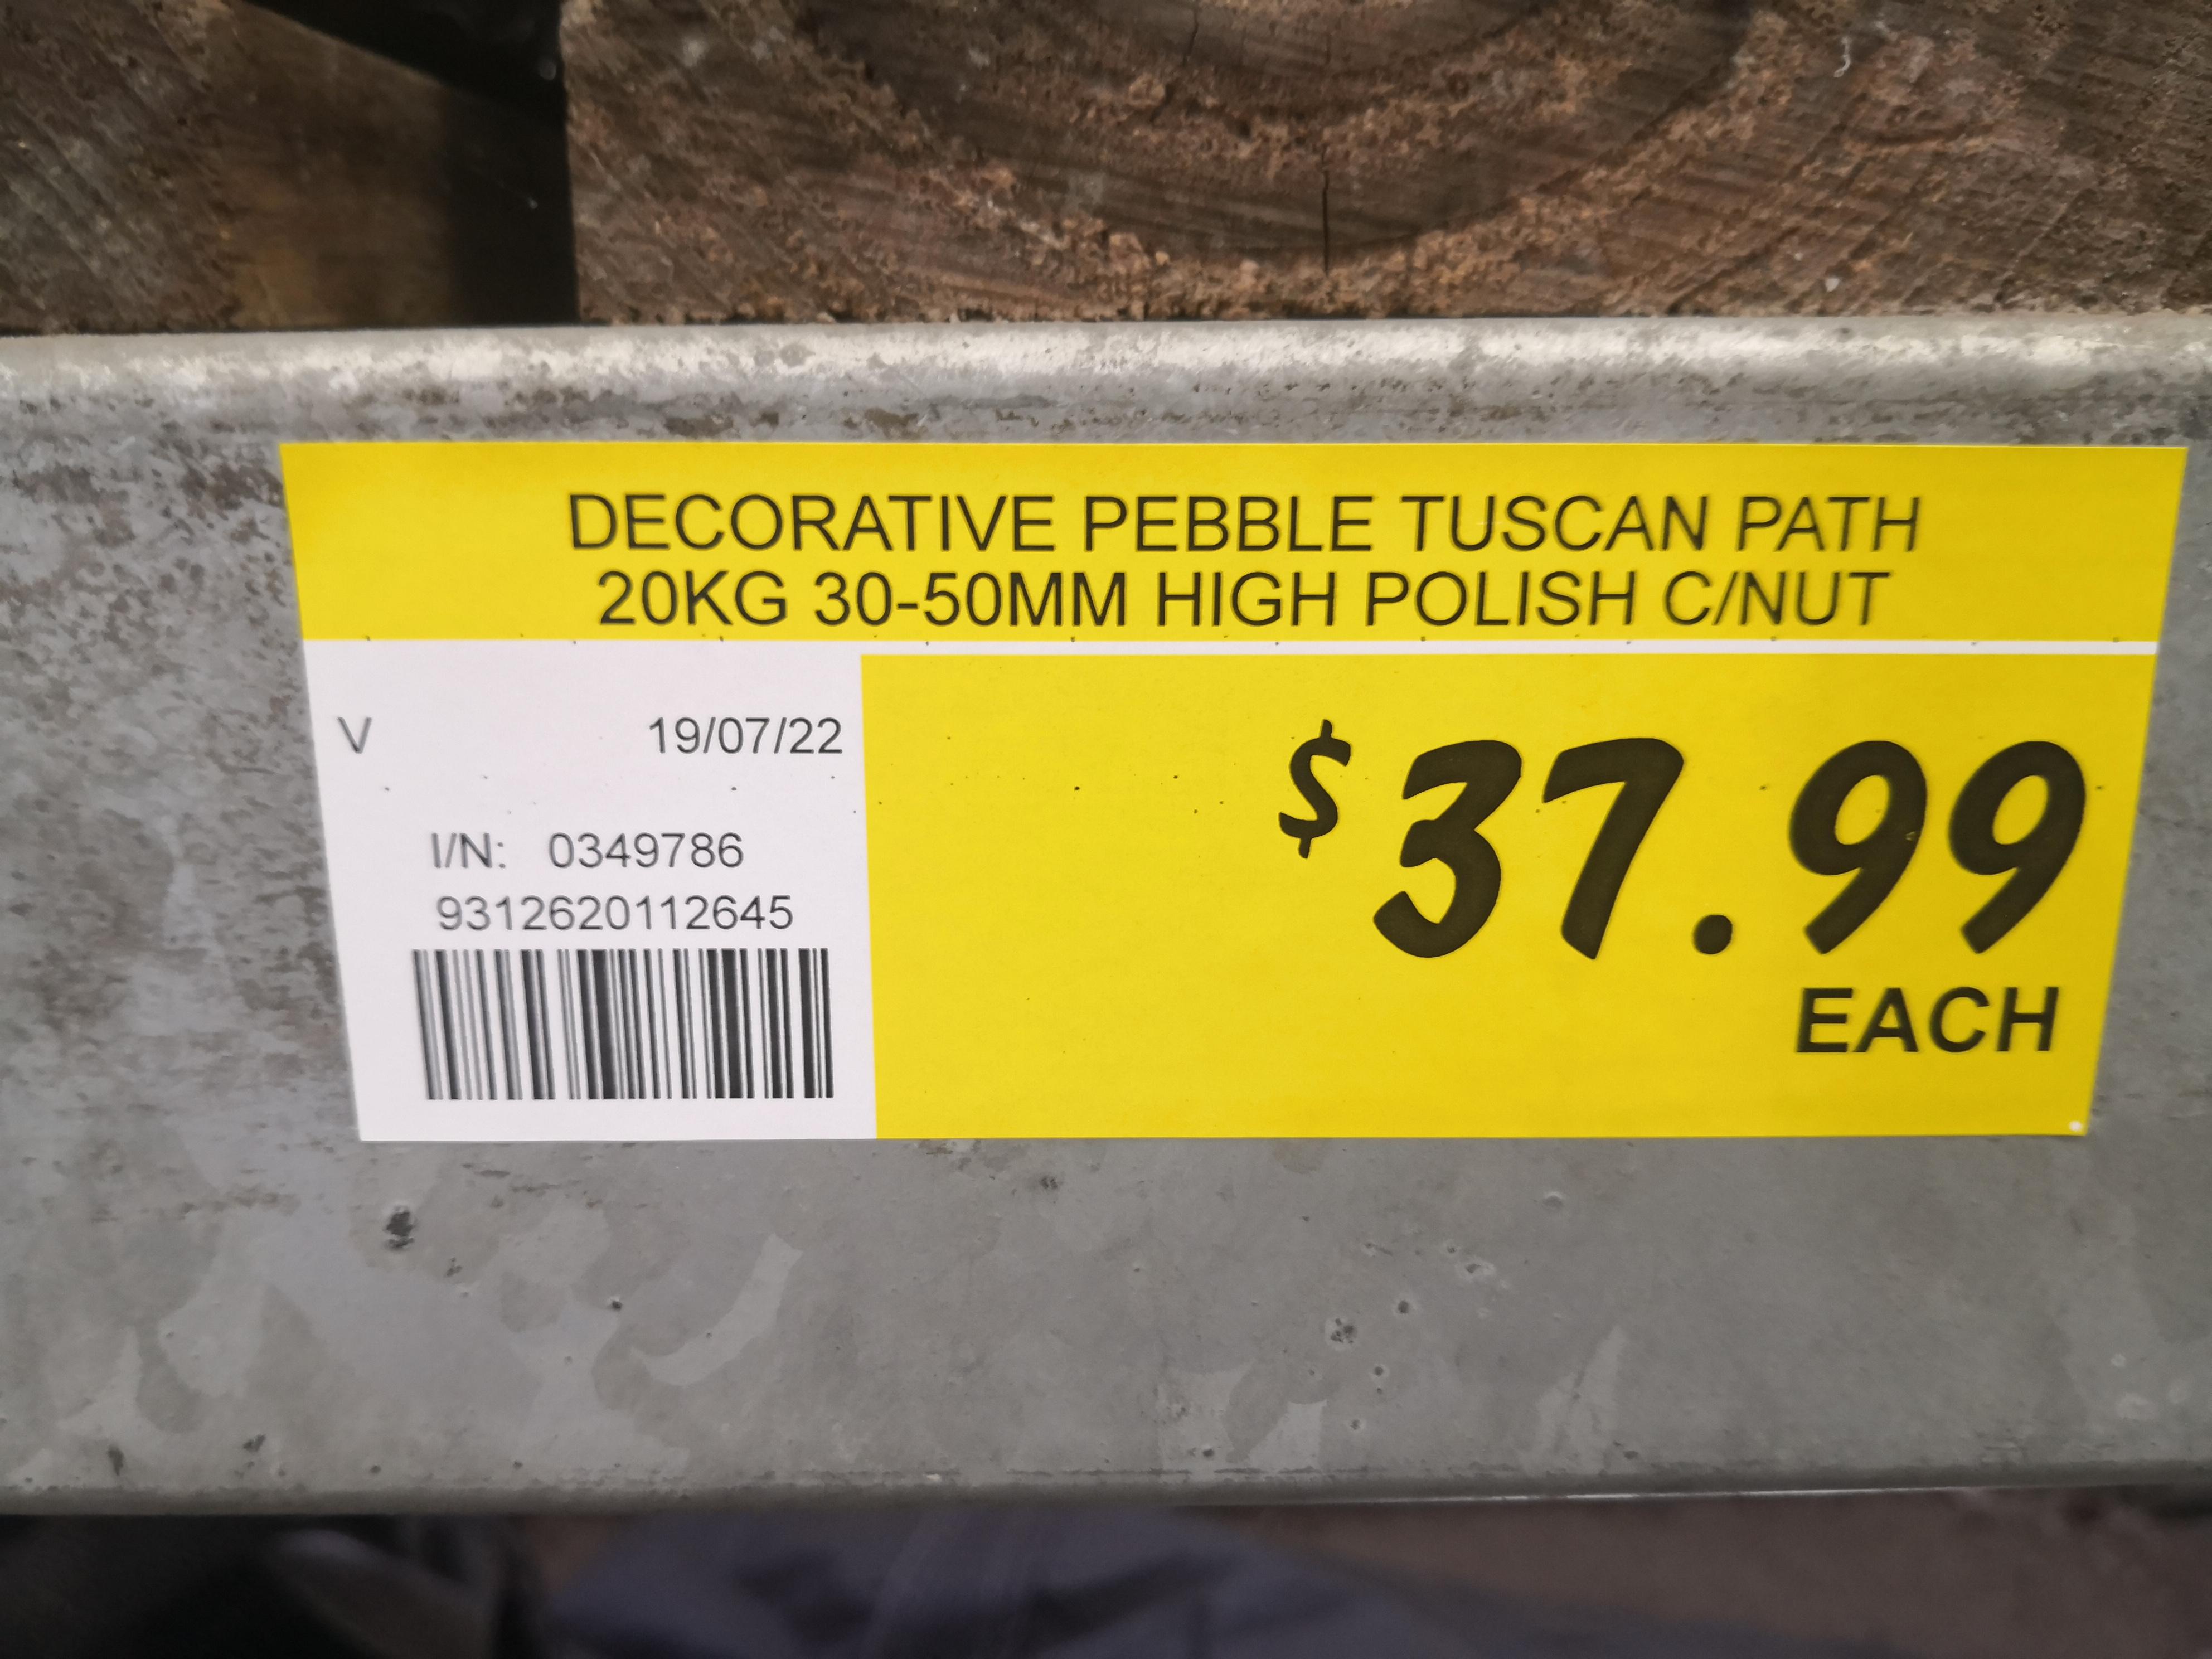 DECORATIVE PEBBLE TUSCAN PATH
20KG 30-50MM HIGH POLISH C/NUT
V 19/07/22
I/N: 0349786
9312620112645
$37.99
EACH